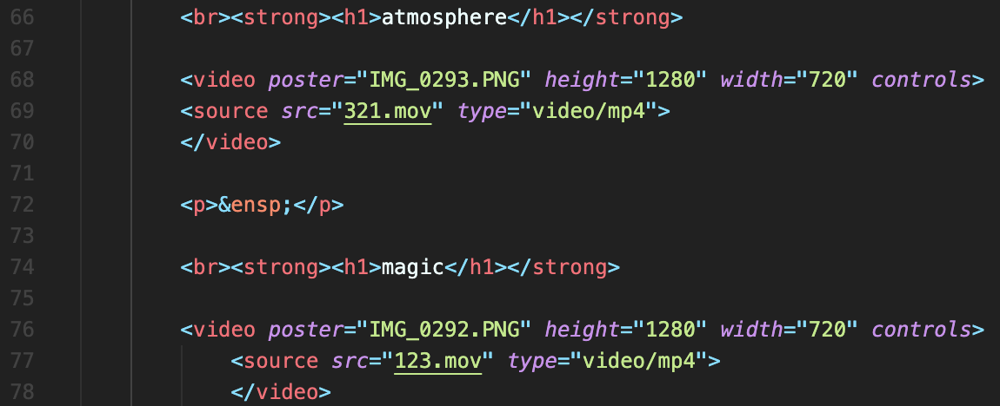 66 <br><strong><h1>atmosphere</h1></strong>
67
68 <video poster="IMG_0293.PNG" height="1280" width="720" controls>
69 <source src="321.mov" type="video/mp4">
70 </video>
71
72 <p>&ensp;</p>
73
74 <br><strong><h1>magic</h1></strong>
75
76 <video poster="IMG_0292.PNG" height="1280" width="720" controls>
77 <source src="123.mov" type="video/mp4">
78 </video>